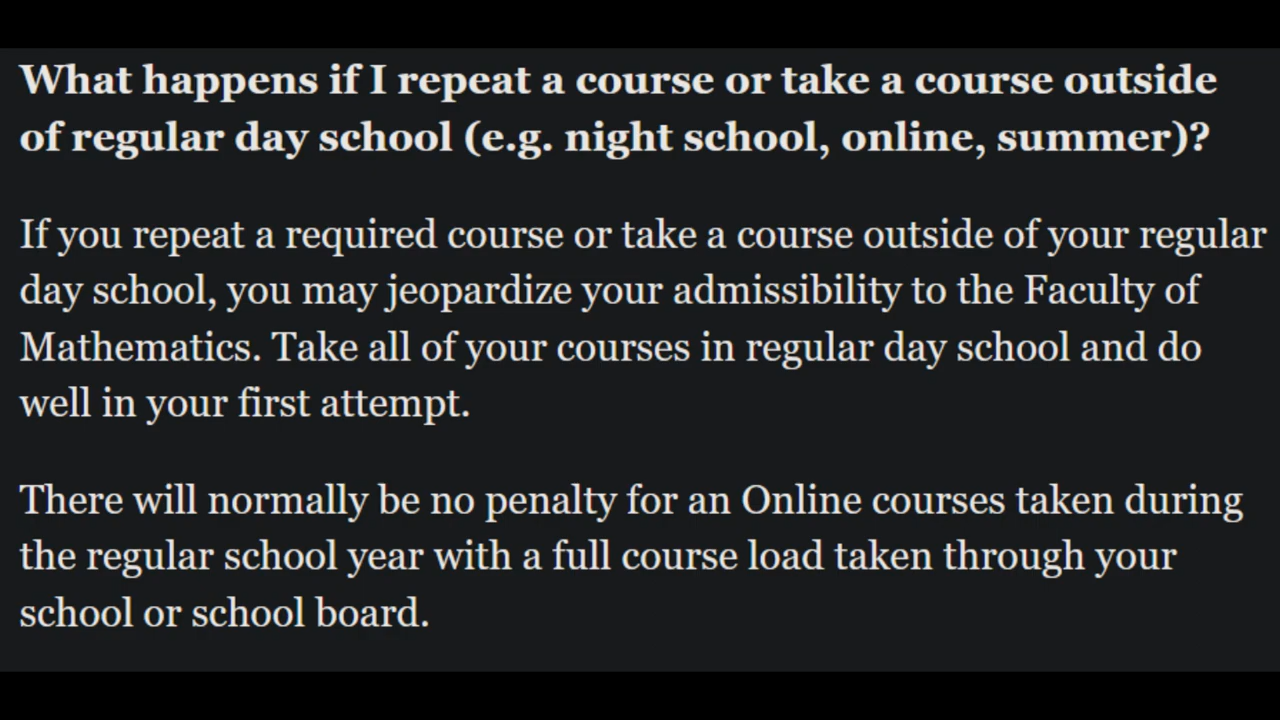 What happens if I repeat a course or take a course outside
of regular day school (e.g. night school, online, summer)?
If you repeat a required course or take a course outside of your regular
day school, you may jeopardize your admissibility to the Faculty of
Mathematics. Take all of your courses in regular day school and do
well in your first attempt.
There will normally be no penalty for an Online courses taken during
the regular school year with a full course load taken through your
school or school board.